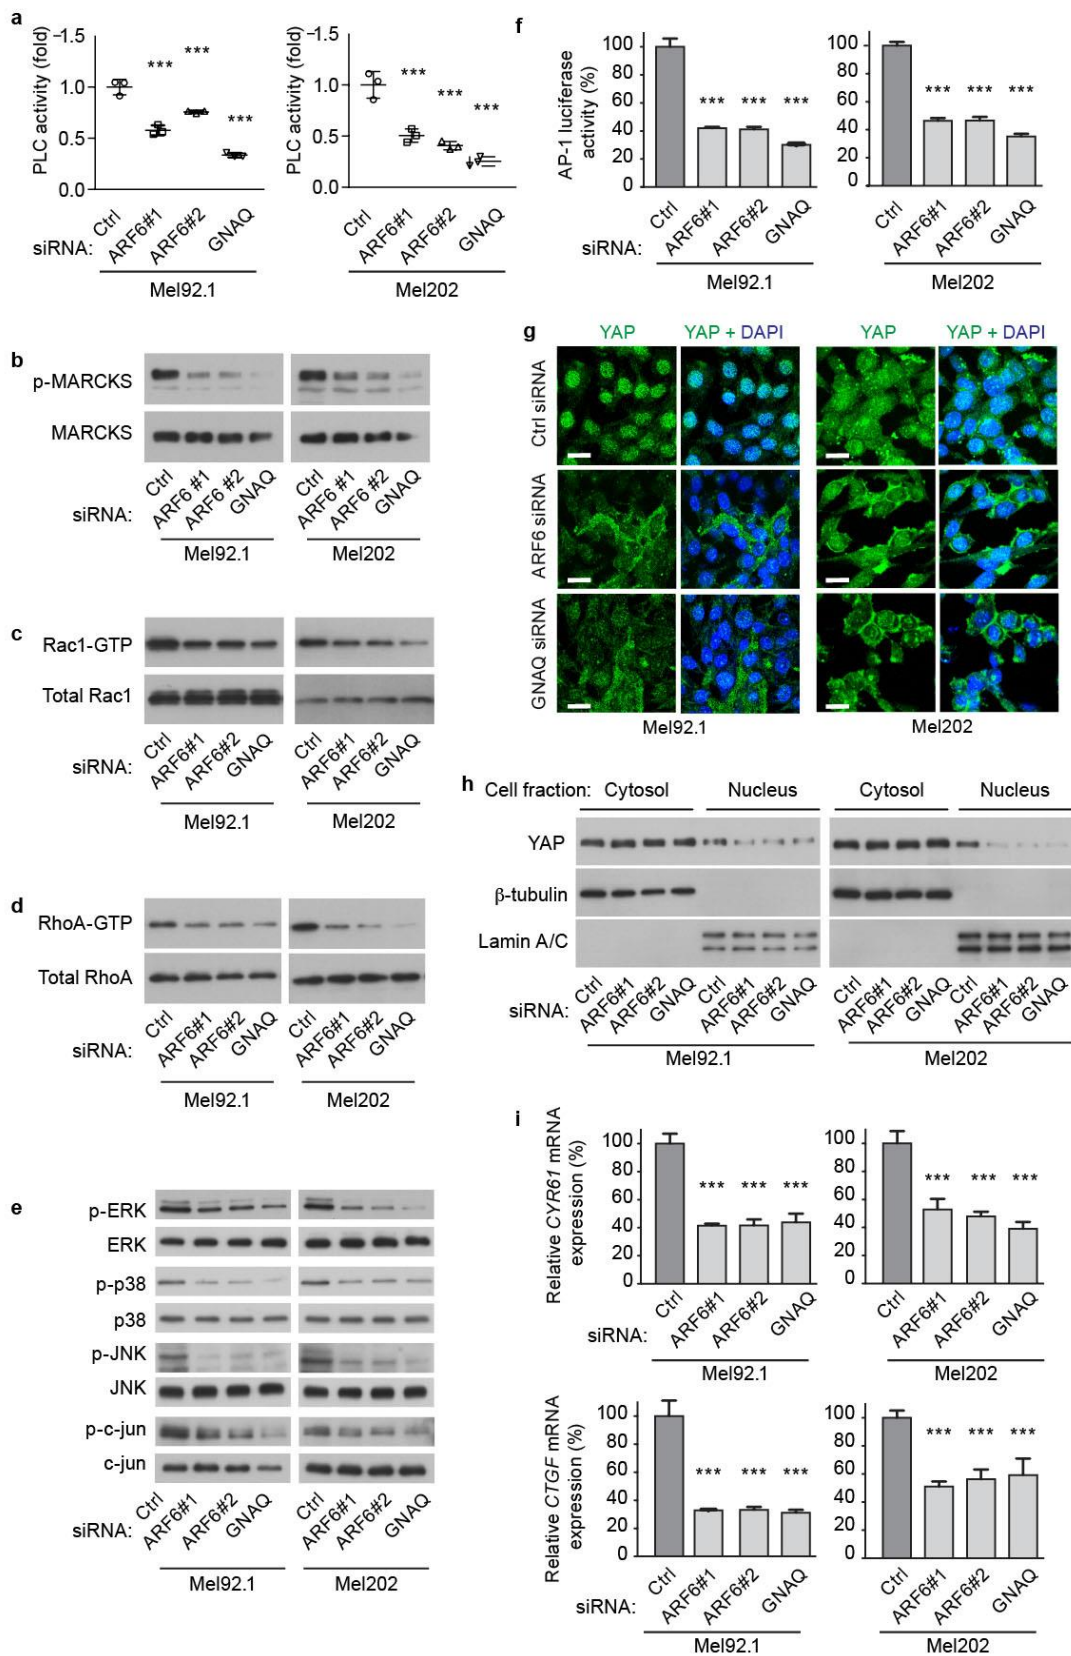 a
PLC activity (fold)
1.5
1.0
0.5
0.0
***
***
***
Ctrl
ARF6#1
ARF6#2
GNAQ
siRNA:
Mel92.1
PLC activity (fold)
1.5
1.0
0.5
0.0
***
***
***
Ctrl
ARF6#1
ARF6#2
GNAQ
Mel202
b
p-MARCKS
MARCKS
siRNA:
Ctrl
ARF6 #1
ARF6 #2
GNAQ
Ctrl
ARF6 #1
ARF6 #2
GNAQ
Mel92.1
Mel202
c
Rac1-GTP
Total Rac1
siRNA:
Ctrl
ARF6#1
ARF6#2
GNAQ
Ctrl
ARF6#1
ARF6#2
GNAQ
Mel92.1
Mel202
d
RhoA-GTP
Total RhoA
siRNA:
Ctrl
ARF6#1
ARF6#2
GNAQ
Ctrl
ARF6#1
ARF6#2
GNAQ
Mel92.1
Mel202
e
p-ERK
ERK
p-p38
p38
p-JNK
JNK
p-c-jun
c-jun
siRNA:
Ctrl
ARF6#1
ARF6#2
GNAQ
Ctrl
ARF6#1
ARF6#2
GNAQ
Mel92.1
Mel202
f
AP-1 luciferase
activity (%)
100
80
60
40
20
0
*** *** ***
Ctrl
ARF6#1
ARF6#2
GNAQ
siRNA:
Mel92.1
100
80
60
40
20
0
*** *** ***
Ctrl
ARF6#1
ARF6#2
GNAQ
Mel202
g
YAP
YAP + DAPI
YAP
YAP + DAPI
Ctrl siRNA
ARF6 siRNA
GNAQ siRNA
Mel92.1
Mel202
h
Cell fraction: Cytosol Nucleus Cytosol Nucleus
YAP
β-tubulin
Lamin A/C
siRNA:
Ctrl
ARF6#1
ARF6#2
GNAQ
Ctrl
ARF6#1
ARF6#2
GNAQ
Ctrl
ARF6#1
ARF6#2
GNAQ
Ctrl
ARF6#1
ARF6#2
GNAQ
Mel92.1
Mel202
i
Relative CYR61 mRNA
expression (%)
100
80
60
40
20
0
*** *** ***
Ctrl
ARF6#1
ARF6#2
GNAQ
siRNA:
Mel92.1
100
80
60
40
20
0
*** *** ***
Ctrl
ARF6#1
ARF6#2
GNAQ
Mel202
Relative CTGF mRNA
expression (%)
100
80
60
40
20
0
*** *** ***
Ctrl
ARF6#1
ARF6#2
GNAQ
siRNA:
Mel92.1
100
80
60
40
20
0
*** *** ***
Ctrl
ARF6#1
ARF6#2
GNAQ
Mel202